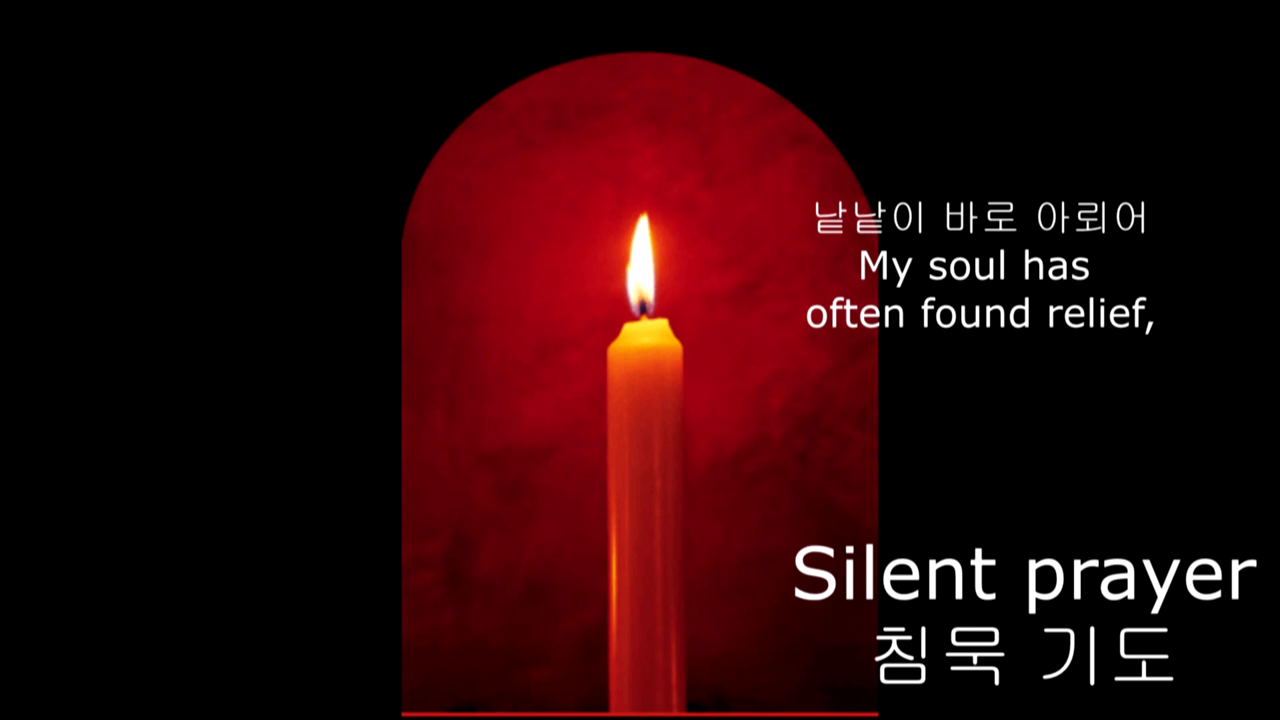 낱낱이 바로 아뢰어
My soul has
often found relief,
Silent prayer
침묵 기도